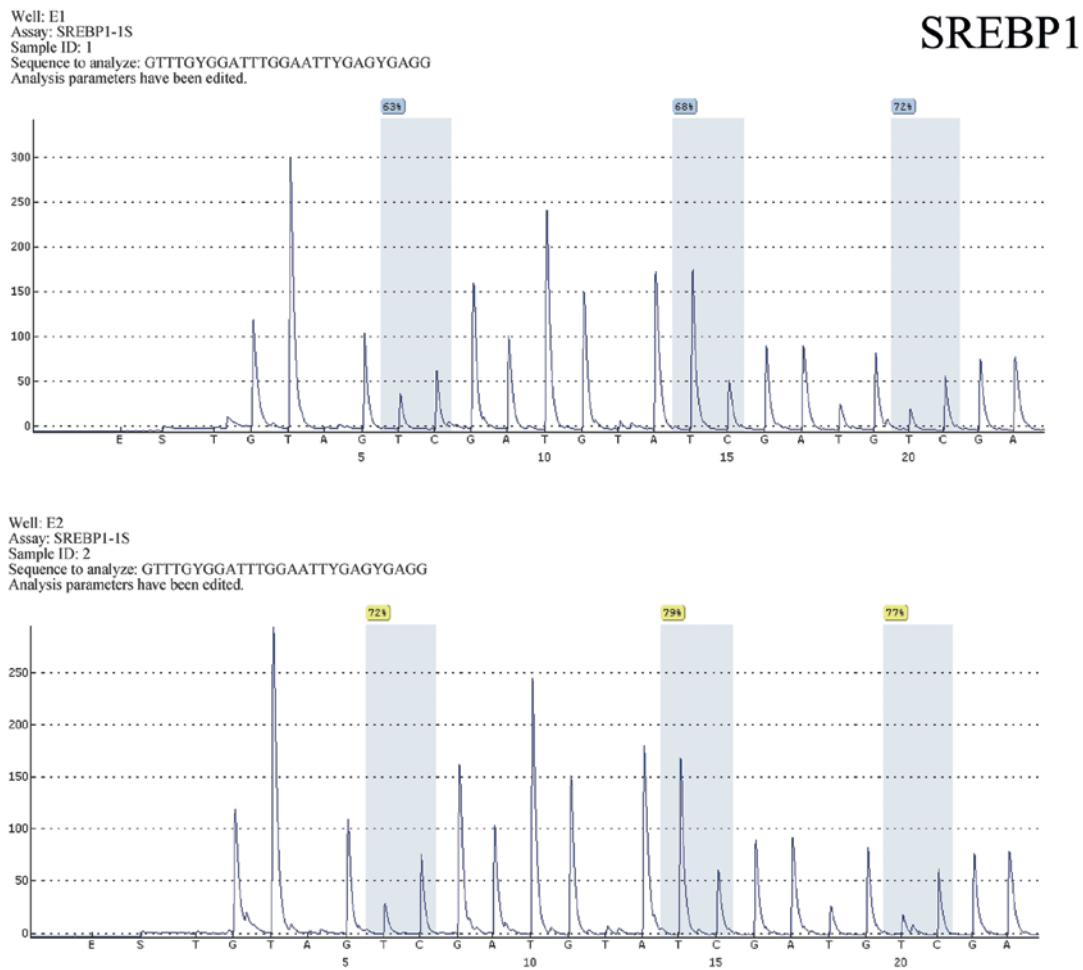 Well: E1
Assay: SREBP1-1S
Sample ID: 1
Sequence to analyze: GTTTGYGGATTTGGAATTYGAGYGAGG
Analysis parameters have been edited.
SREBP1
63% 68% 72%
300
250
200
150
100
50
0
E S T G T A G T C G A T G T A T C G A T G T C G A
5 10 15 20
Well: E2
Assay: SREBP1-1S
Sample ID: 2
Sequence to analyze: GTTTGYGGATTTGGAATTYGAGYGAGG
Analysis parameters have been edited.
72% 79% 77%
250
200
150
100
50
0
E S T G T A G T C G A T G T A T C G A T G T C G A
5 10 15 20